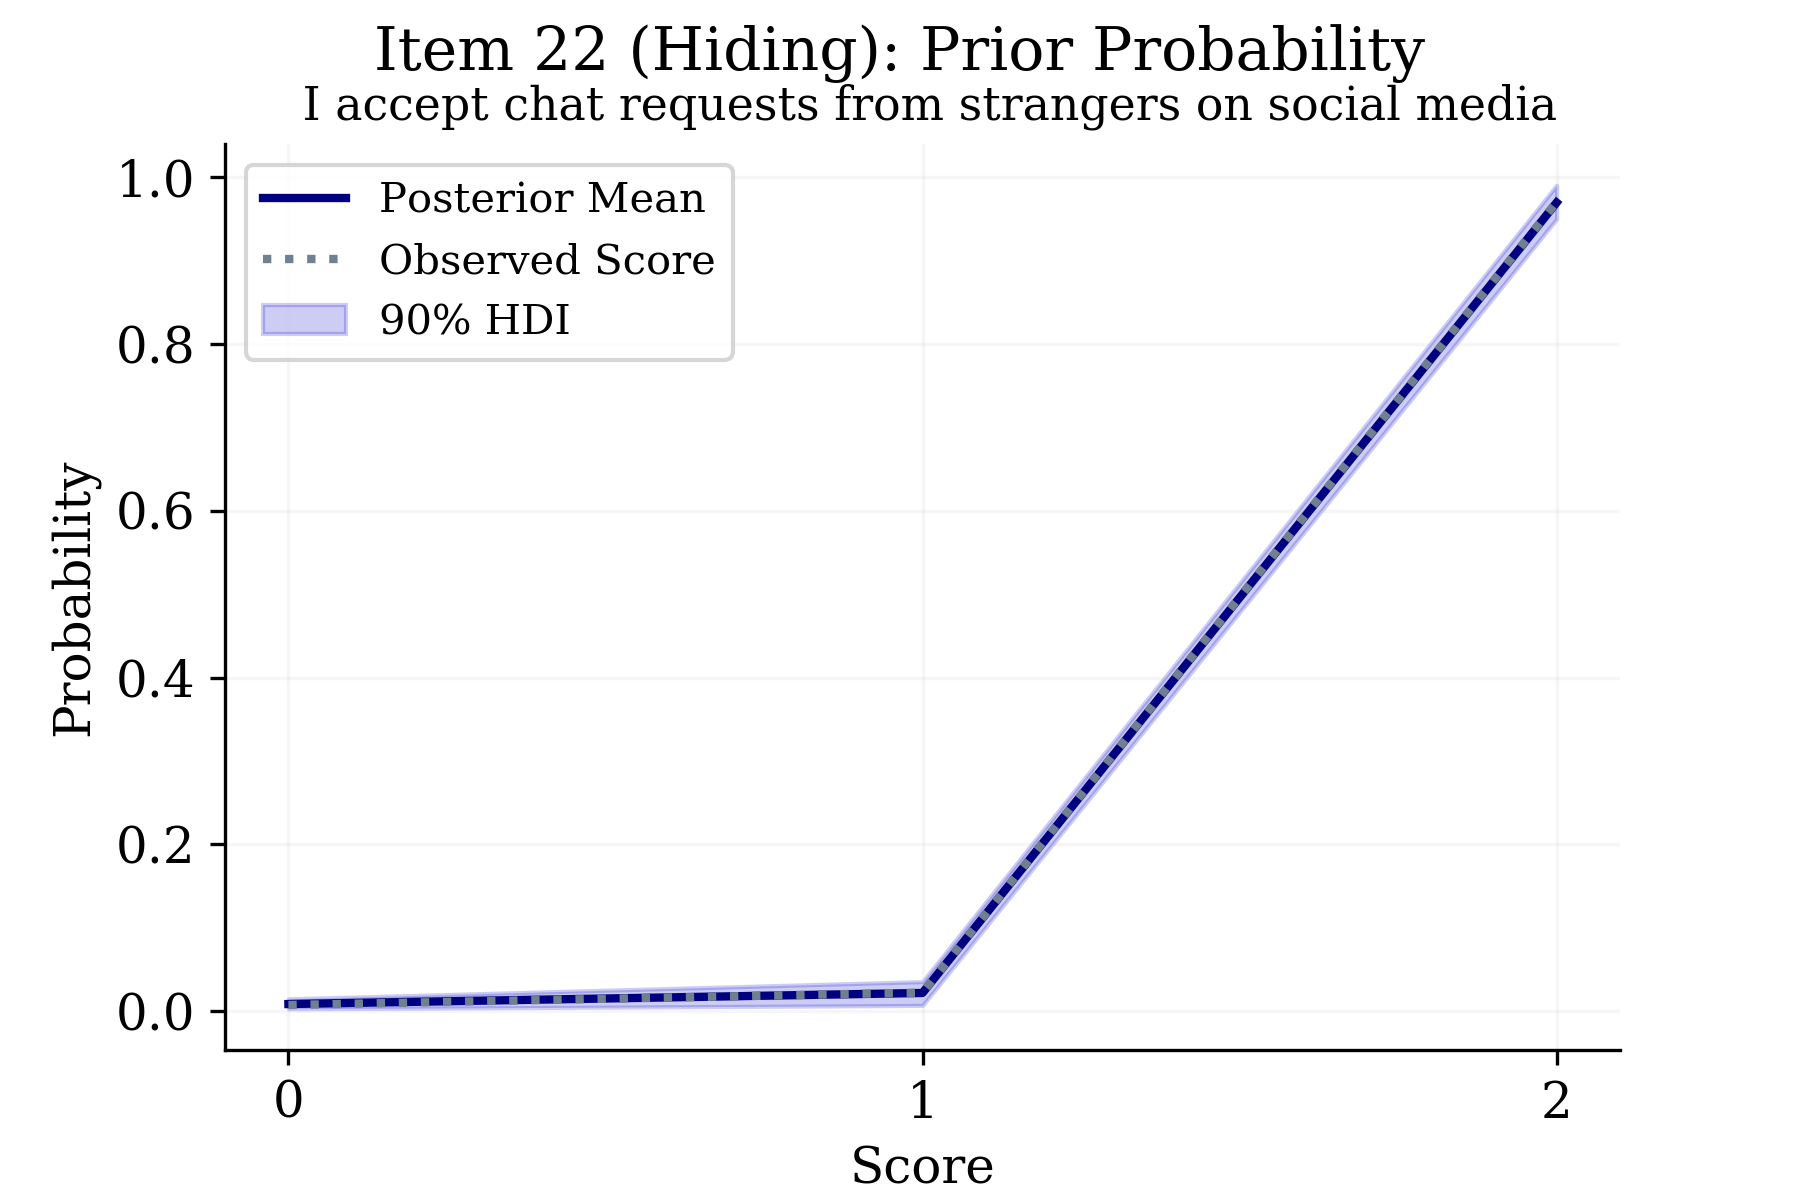 Item 22 (Hiding): Prior Probability
I accept chat requests from strangers on social media
Posterior Mean
Observed Score
90% HDI
1.0
0.8
0.6
0.4
0.2
0.0
Probability
0
1
2
Score